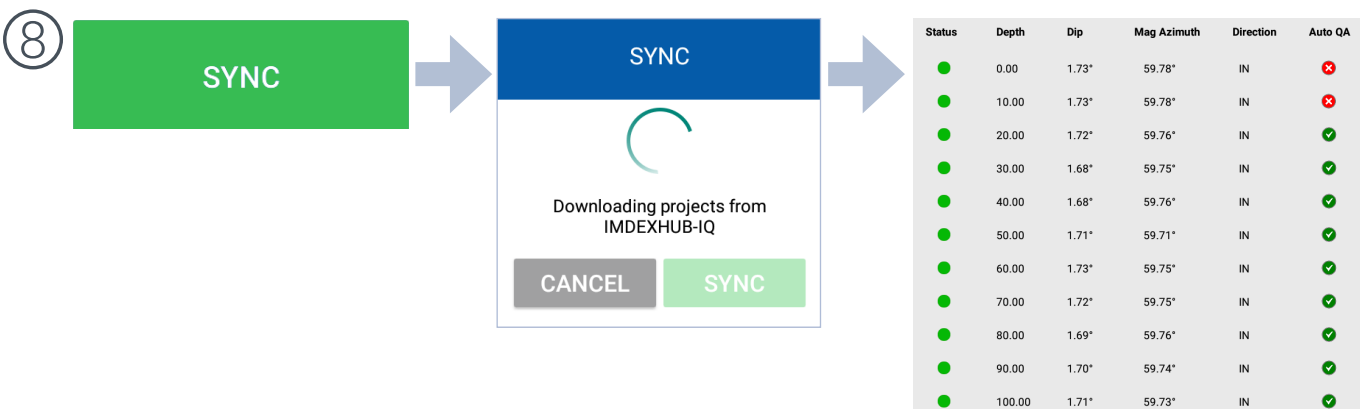 8
SYNC
SYNC
Downloading projects from
IMDEXHUB-IQ
CANCEL SYNC
Status Depth Dip Mag Azimuth Direction Auto QA
0.00 1.73° 59.78° IN
10.00 1.73° 59.78° IN
20.00 1.72° 59.76° IN
30.00 1.68° 59.75° IN
40.00 1.68° 59.76° IN
50.00 1.71° 59.71° IN
60.00 1.73° 59.75° IN
70.00 1.72° 59.75° IN
80.00 1.69° 59.76° IN
90.00 1.70° 59.74° IN
100.00 1.71° 59.73° IN